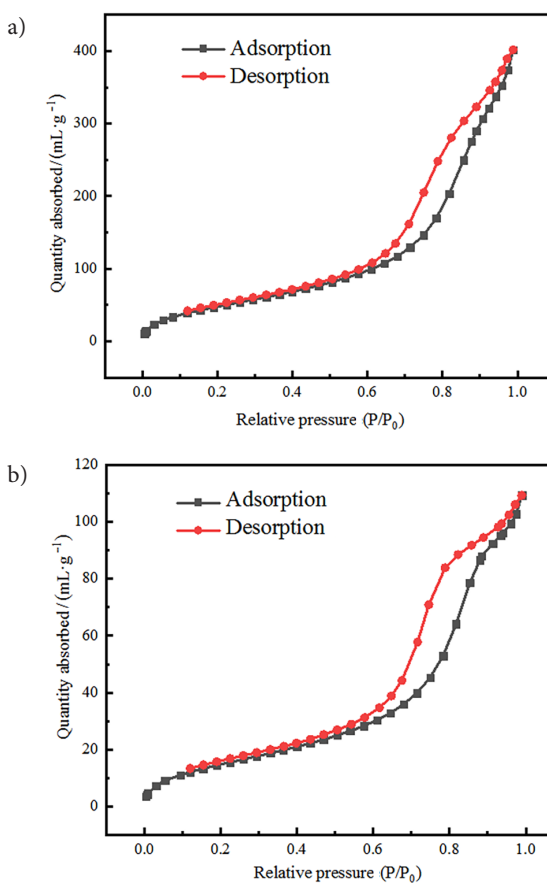 a)
Adsorption
Desorption
Quantity absorbed/(mL·g⁻¹)
400
300
200
100
0
0.0 0.2 0.4 0.6 0.8 1.0
Relative pressure (P/P₀)
b)
Adsorption
Desorption
Quantity absorbed/(mL·g⁻¹)
120
100
80
60
40
20
0
0.0 0.2 0.4 0.6 0.8 1.0
Relative pressure (P/P₀)